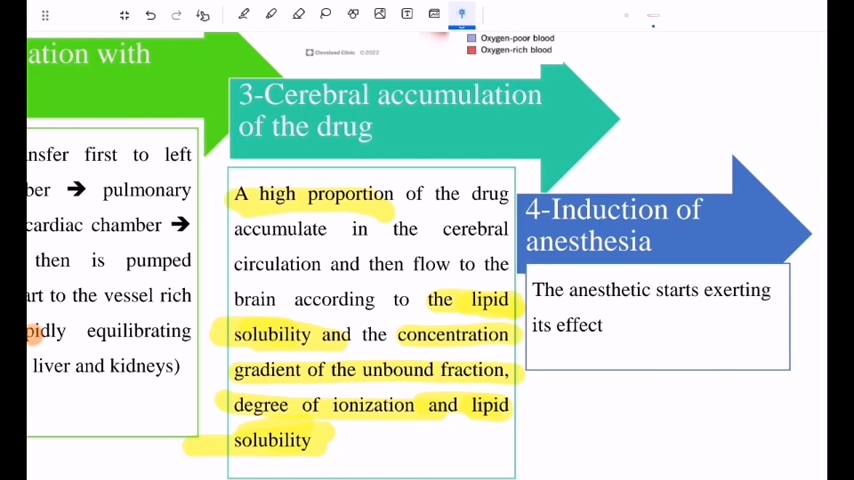 Oxygen-poor blood
Oxygen-rich blood
Cleveland Clinic ©2022
ation with
nsfer first to left
ber ➔ pulmonary
cardiac chamber ➔
then is pumped
art to the vessel rich
pidly equilibrating
liver and kidneys)
3-Cerebral accumulation
of the drug
A high proportion of the drug
accumulate in the cerebral
circulation and then flow to the
brain according to the lipid
solubility and the concentration
gradient of the unbound fraction,
degree of ionization and lipid
solubility
4-Induction of
anesthesia
The anesthetic starts exerting
its effect